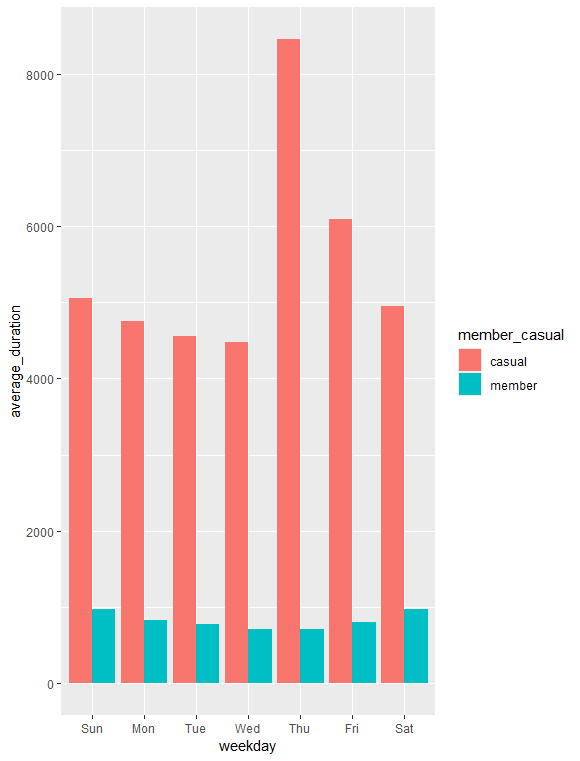 8000
6000
4000
2000
0
average_duration
Sun Mon Tue Wed Thu Fri Sat
weekday
member_casual
casual
member